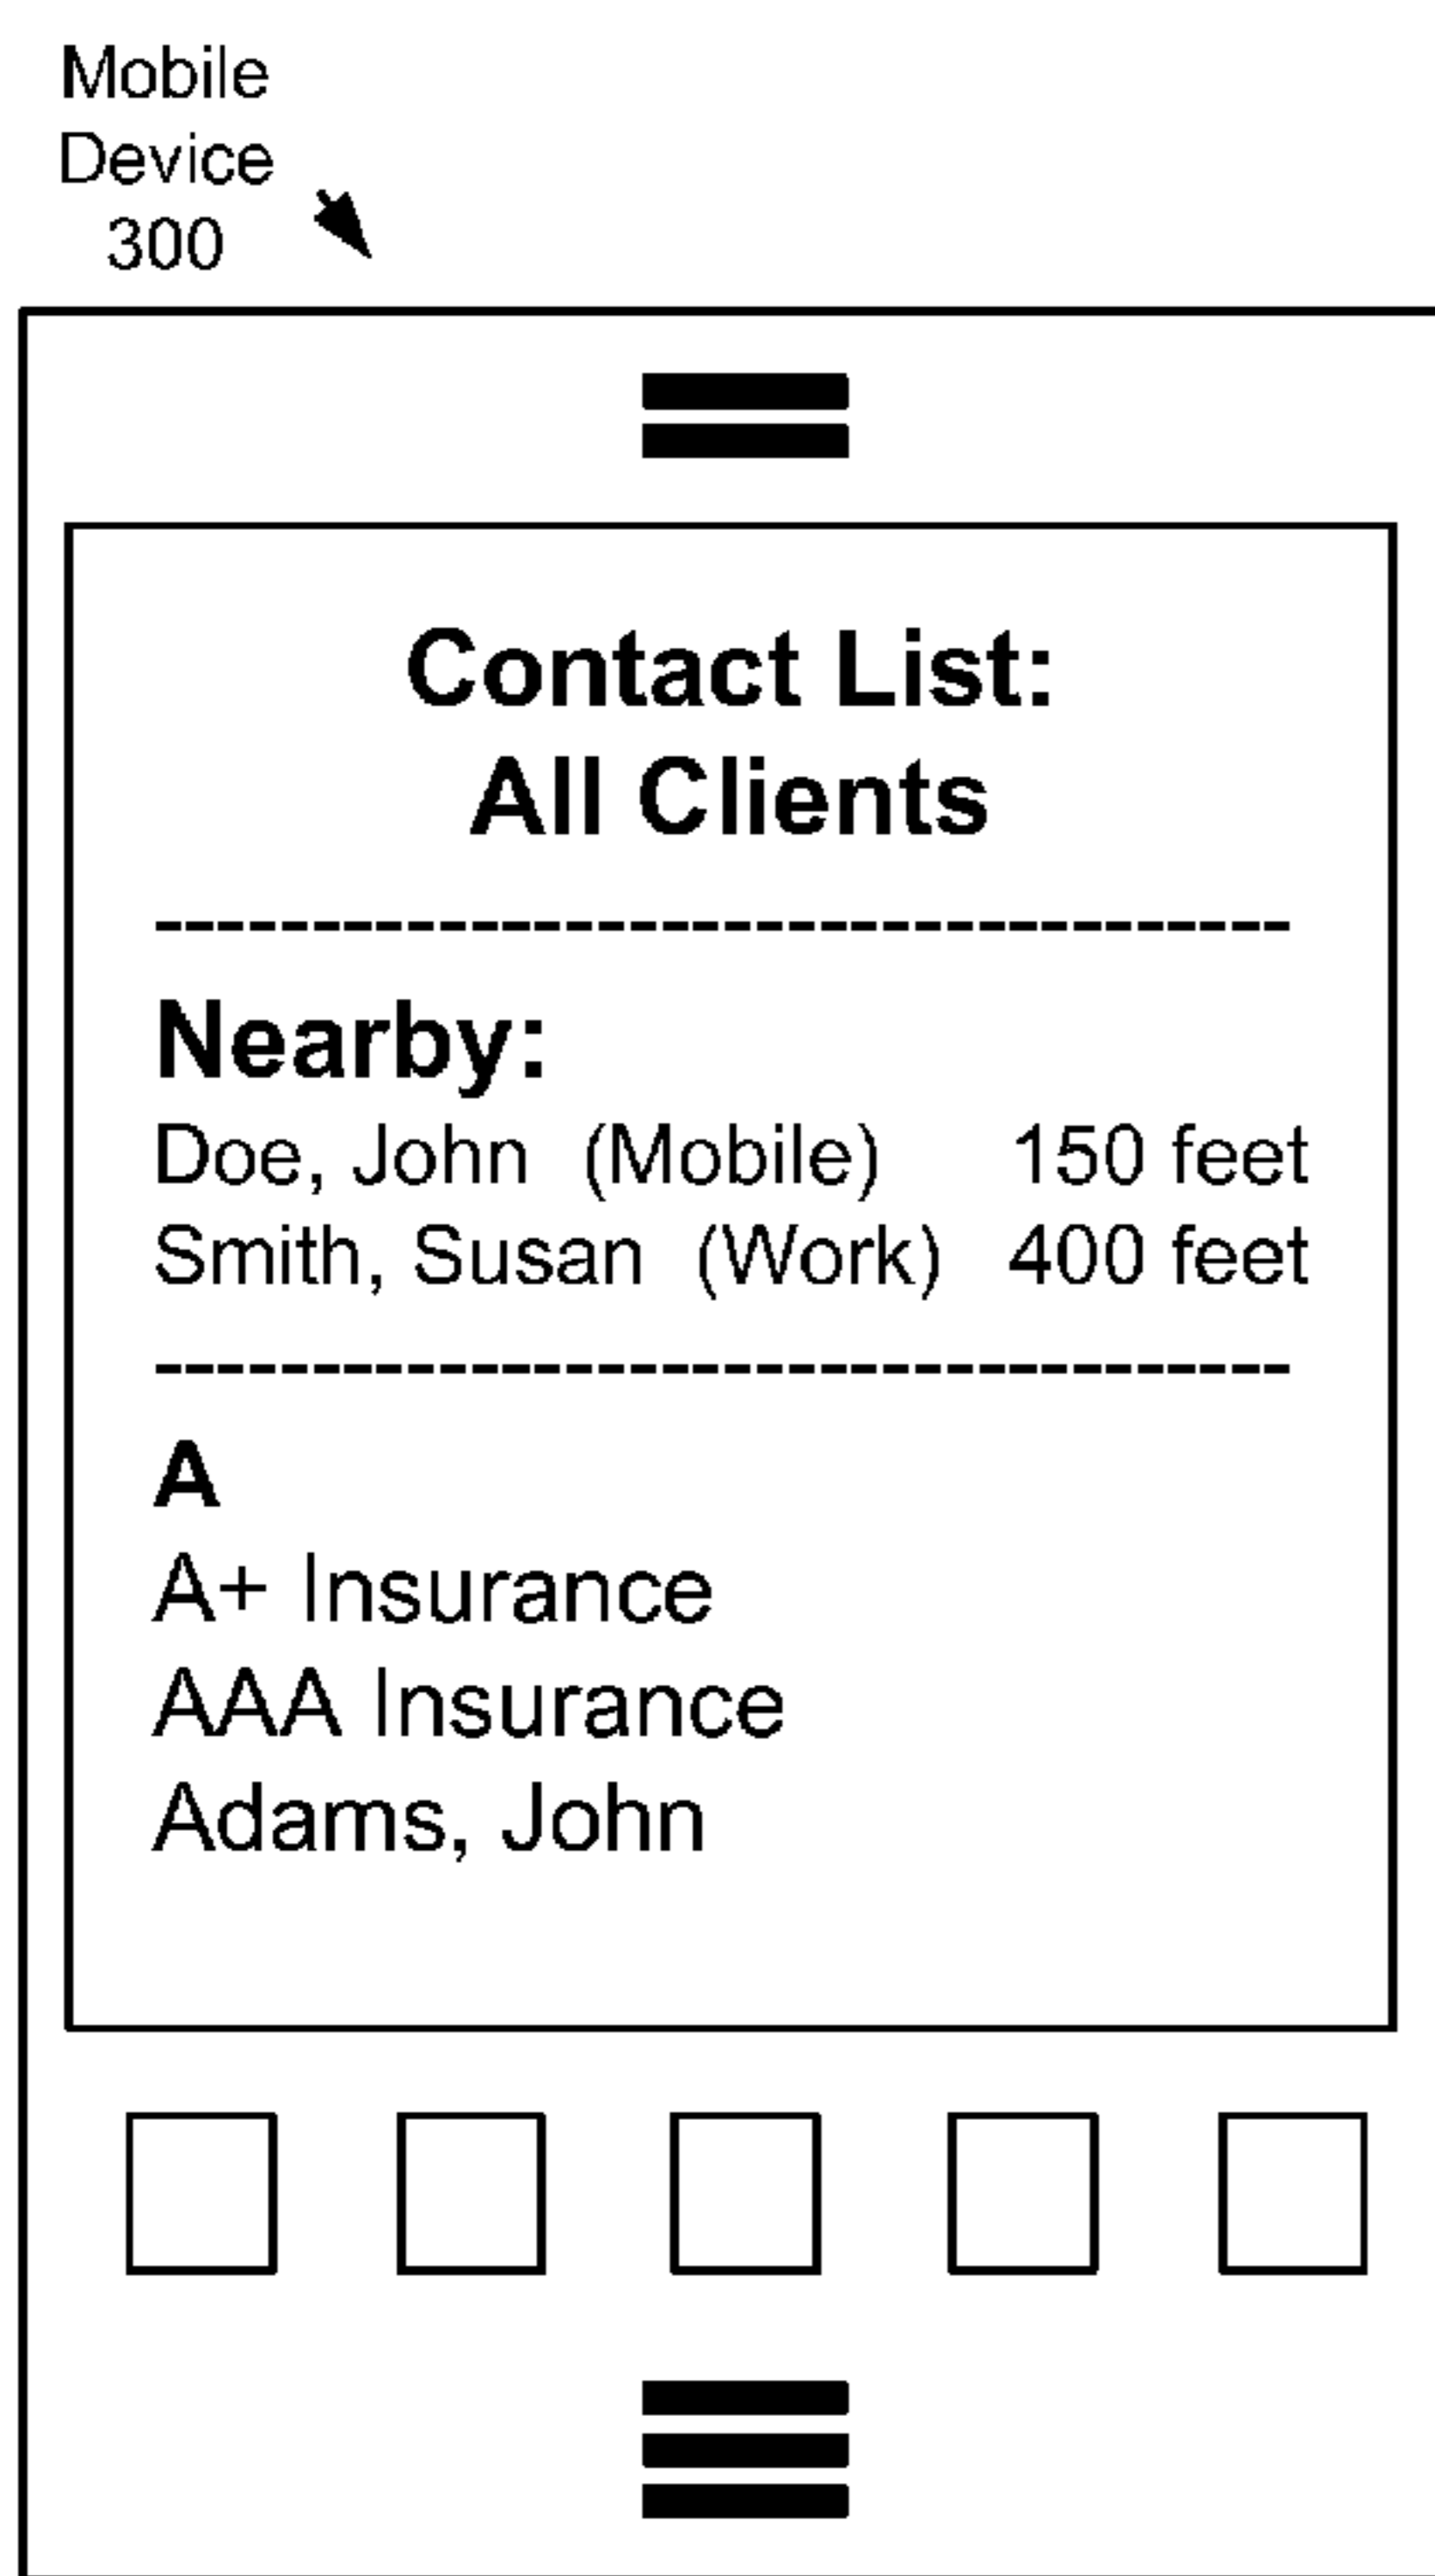 Mobile
Device
300
Contact List:
All Clients
------------------------------------
Nearby:
Doe, John (Mobile) 150 feet
Smith, Susan (Work) 400 feet
------------------------------------
A
A+ Insurance
AAA Insurance
Adams, John